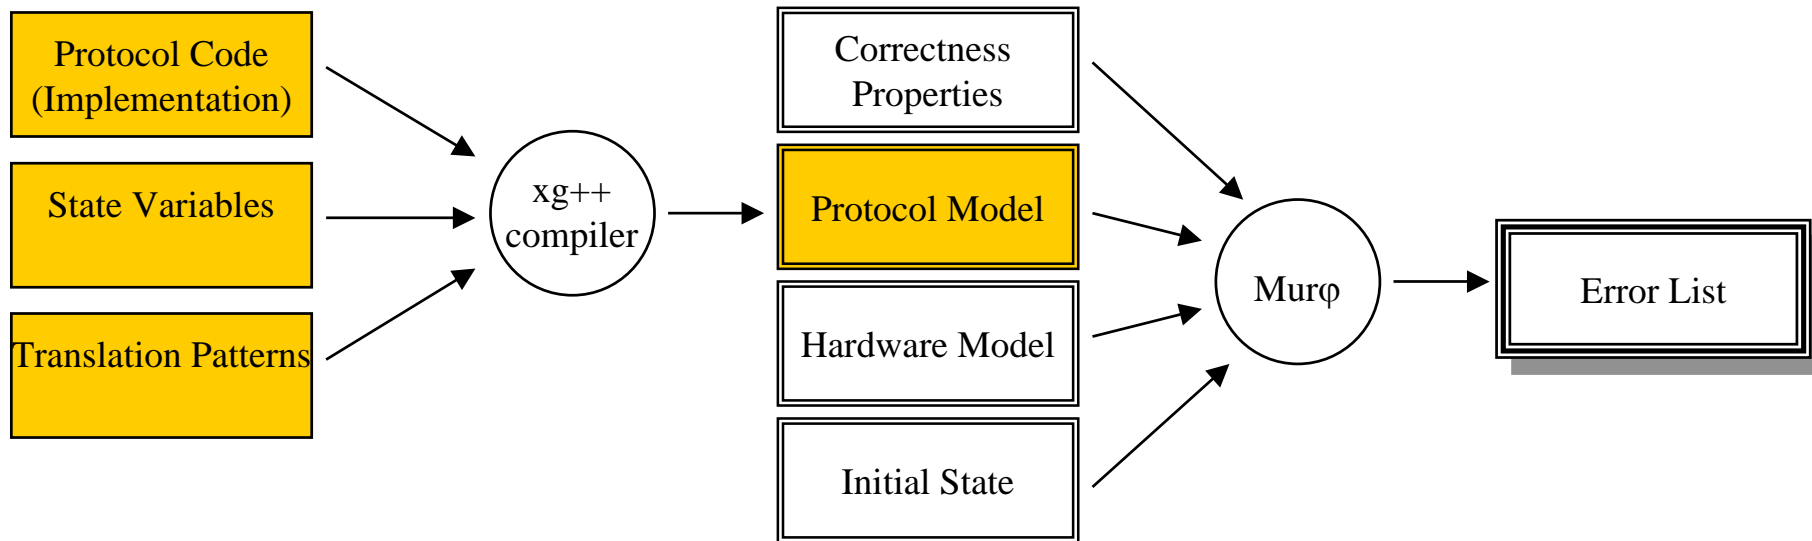 Protocol Code
(Implementation)
State Variables
Translation Patterns
xg++
compiler
Correctness
Properties
Protocol Model
Hardware Model
Initial State
Murφ
Error List